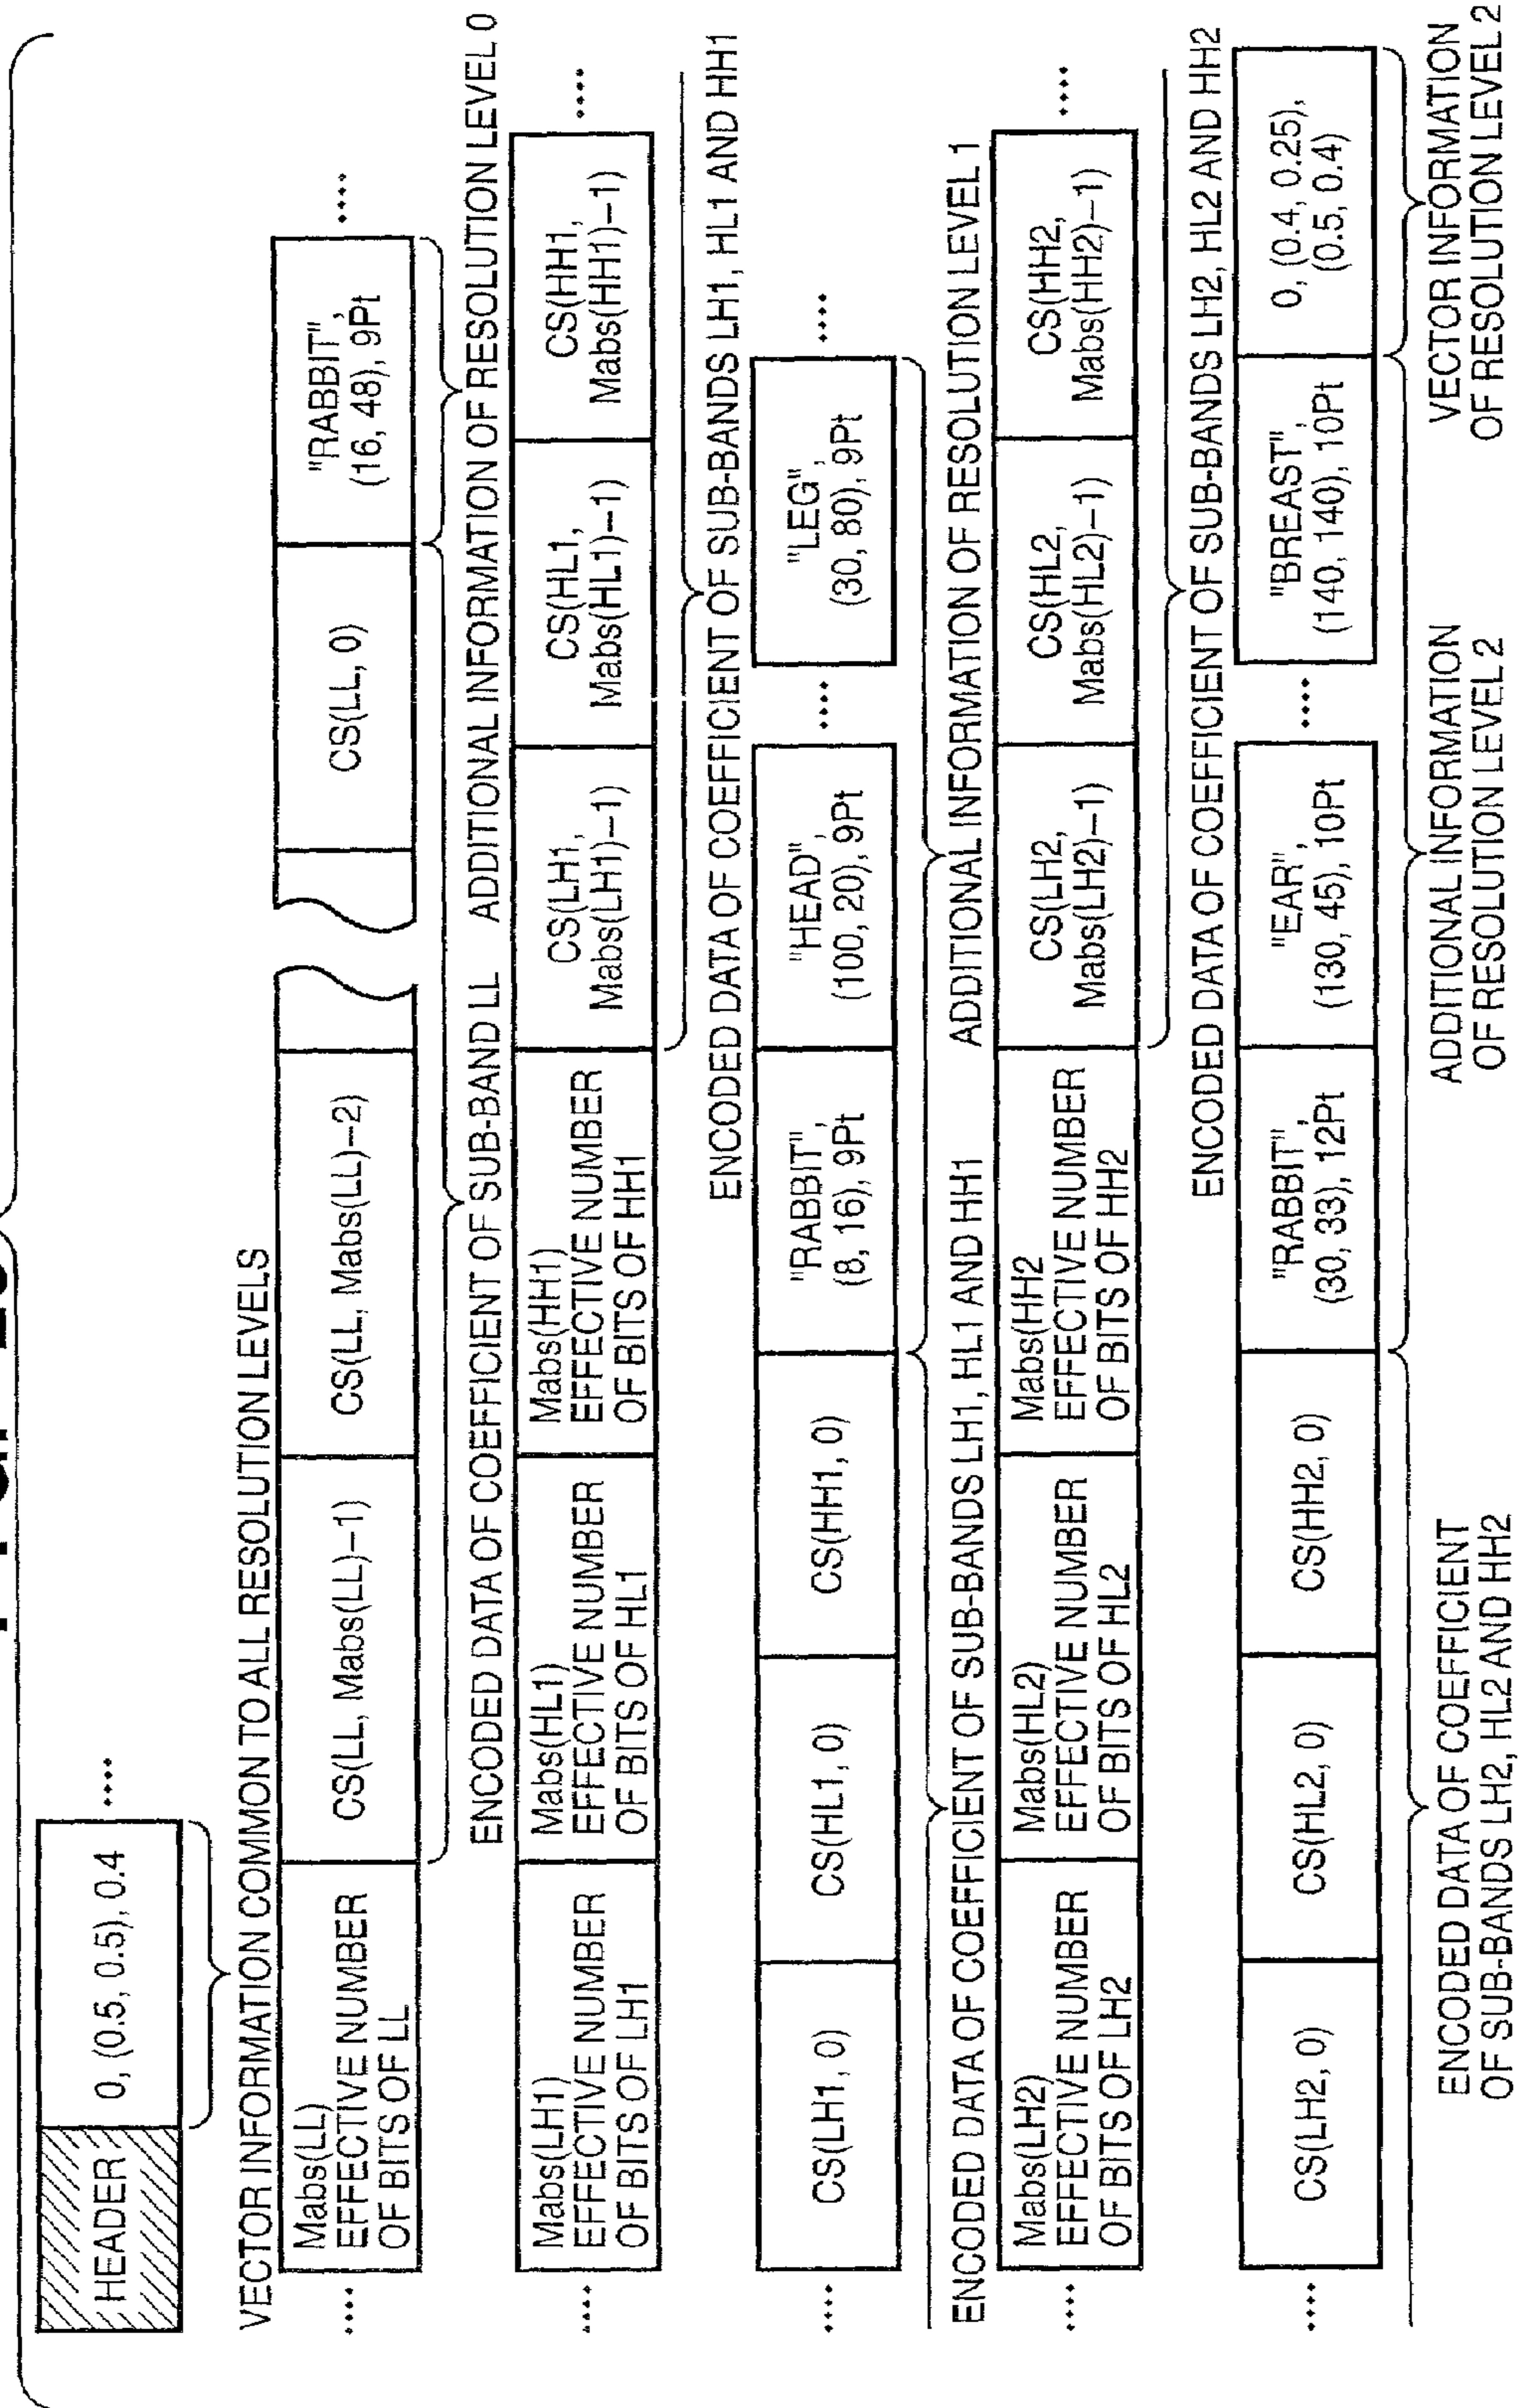 HEADER
0, (0.5, 0.5), 0.4
....
VECTOR INFORMATION COMMON TO ALL RESOLUTION LEVELS
....
Mabs(LL)
EFFECTIVE NUMBER
OF BITS OF LL
CS(LL, Mabs(LL)-1)
CS(LL, Mabs(LL)-2)
CS(LL, 0)
"RABBIT",
(16, 48), 9Pt
....
ENCODED DATA OF COEFFICIENT OF SUB-BAND LL
ADDITIONAL INFORMATION OF RESOLUTION LEVEL 0
....
Mabs(LH1)
EFFECTIVE NUMBER
OF BITS OF LH1
Mabs(HL1)
EFFECTIVE NUMBER
OF BITS OF HL1
Mabs(HH1)
EFFECTIVE NUMBER
OF BITS OF HH1
CS(LH1,
Mabs(LH1)-1)
CS(HL1,
Mabs(HL1)-1)
CS(HH1,
Mabs(HH1)-1)
....
ENCODED DATA OF COEFFICIENT OF SUB-BANDS LH1, HL1 AND HH1
....
CS(LH1, 0)
CS(HL1, 0)
CS(HH1, 0)
"RABBIT",
(8, 16), 9Pt
"HEAD",
(100, 20), 9Pt
....
"LEG",
(30, 80), 9Pt
....
ENCODED DATA OF COEFFICIENT OF SUB-BANDS LH1, HL1 AND HH1
ADDITIONAL INFORMATION OF RESOLUTION LEVEL 1
....
Mabs(LH2)
EFFECTIVE NUMBER
OF BITS OF LH2
Mabs(HL2)
EFFECTIVE NUMBER
OF BITS OF HL2
Mabs(HH2
EFFECTIVE NUMBER
OF BITS OF HH2
CS(LH2,
Mabs(LH2)-1)
CS(HL2,
Mabs(HL2)-1)
CS(HH2,
Mabs(HH2)-1)
....
ENCODED DATA OF COEFFICIENT OF SUB-BANDS LH2, HL2 AND HH2
.....
CS(LH2, 0)
CS(HL2, 0)
CS(HH2, 0)
"RABBIT",
(30, 33), 12Pt
"EAR",
(130, 45), 10Pt
....
"BREAST",
(140, 140), 10Pt
0, (0.4, 0.25),
(0.5, 0.4)
ENCODED DATA OF COEFFICIENT
OF SUB-BANDS LH2, HL2 AND HH2
ADDITIONAL INFORMATION
OF RESOLUTION LEVEL 2
VECTOR INFORMATION
OF RESOLUTION LEVEL 2